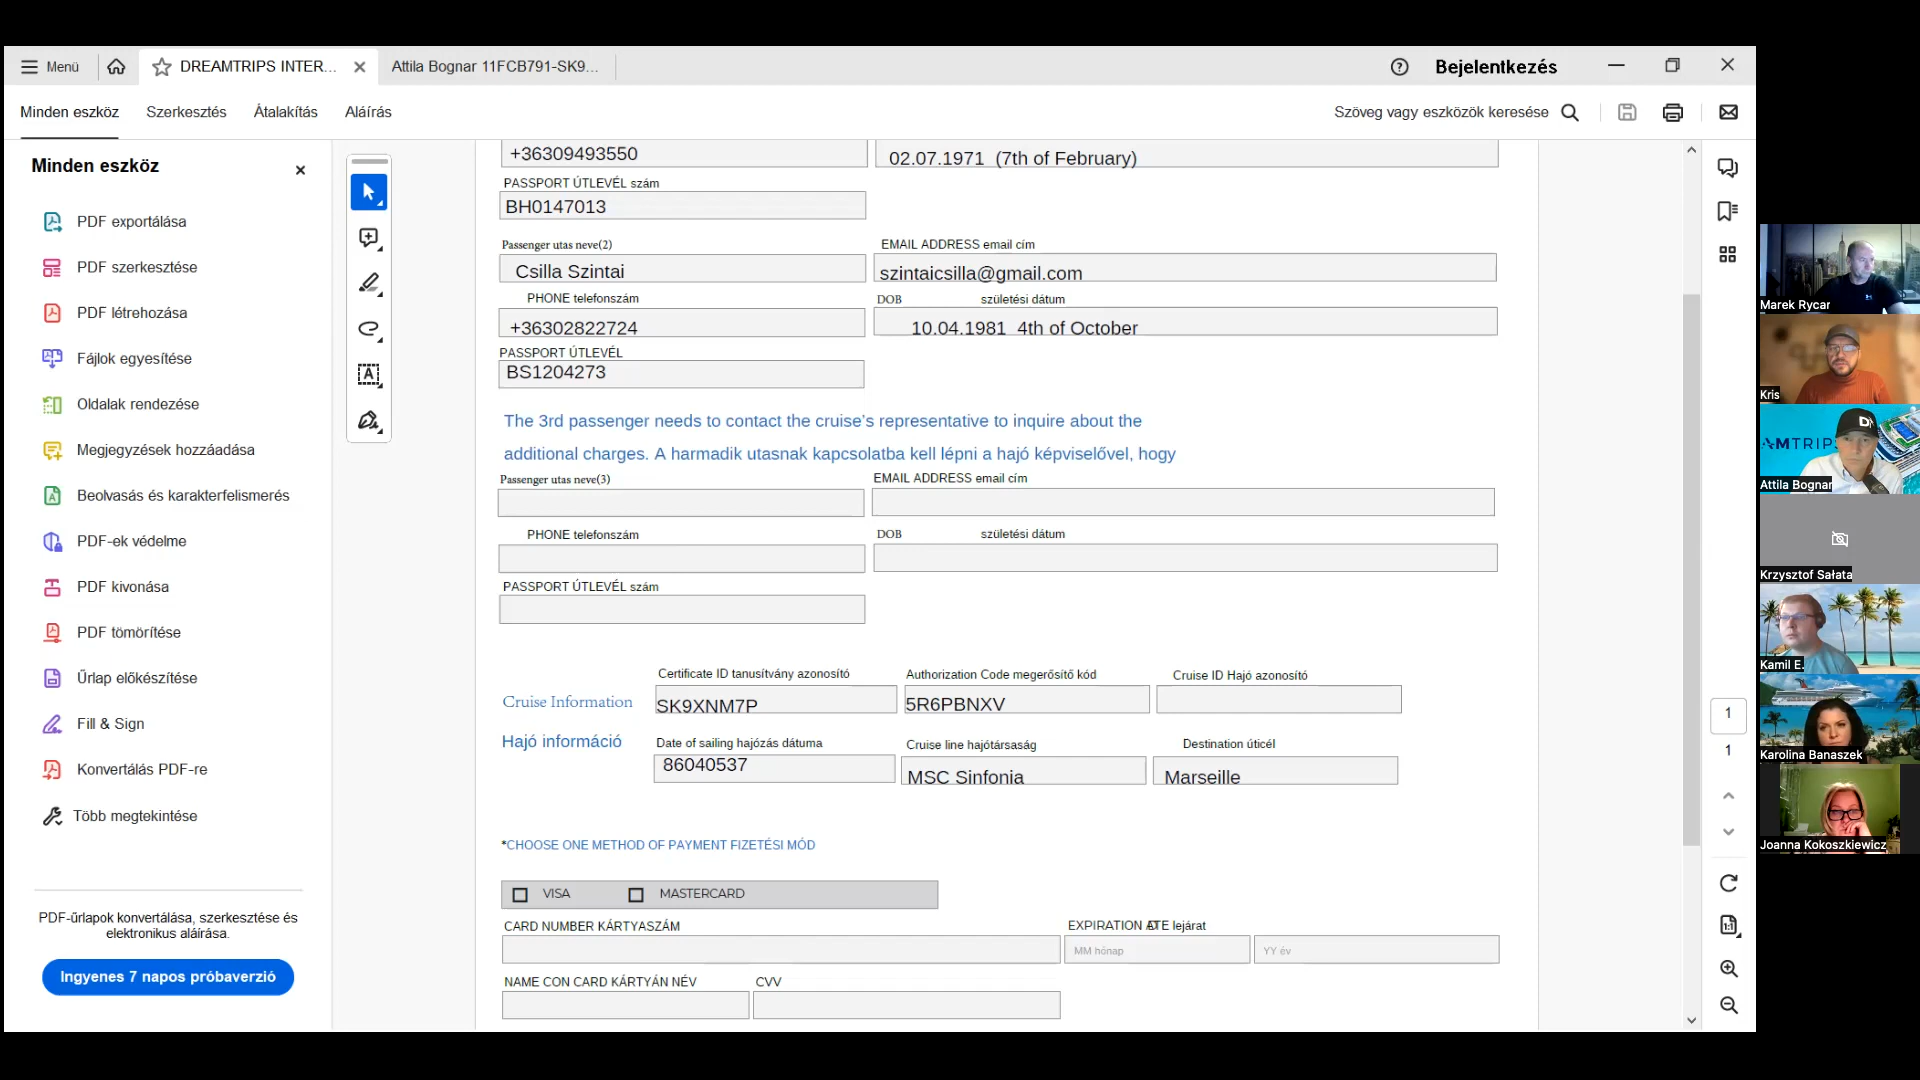 Menü
DREAMTRIPS INTER...
Attila Bognar 11FCB791-SK9...
Bejelentkezés
Minden eszköz
Szerkesztés
Átalakítás
Aláírás
Szöveg vagy eszközök keresése
Minden eszköz
PDF exportálása
PDF szerkesztése
PDF létrehozása
Fájlok egyesítése
Oldalak rendezése
Megjegyzések hozzáadása
Beolvasás és karakterfelismerés
PDF-ek védelme
PDF kivonása
PDF tömörítése
Űrlap előkészítése
Fill & Sign
Konvertálás PDF-re
Több megtekintése
PDF-űrlapok konvertálása, szerkesztése és
elektronikus aláírása.
Ingyenes 7 napos próbaverzió
+36309493550
02.07.1971 (7th of February)
PASSPORT ÚTLEVÉL szám
BH0147013
Passenger utas neve(2)
EMAIL ADDRESS email cím
Csilla Szintai
szintaicsilla@gmail.com
PHONE telefonszám
DOB születési dátum
+36302822724
10.04.1981 4th of October
PASSPORT ÚTLEVÉL
BS1204273
The 3rd passenger needs to contact the cruise's representative to inquire about the
additional charges. A harmadik utasnak kapcsolatba kell lépni a hajó képviselővel, hogy
Passenger utas neve(3)
EMAIL ADDRESS email cím
PHONE telefonszám
DOB születési dátum
PASSPORT ÚTLEVÉL szám
Certificate ID tanusítvány azonosító
Authorization Code megerősítő kód
Cruise ID Hajó azonosító
Cruise Information
SK9XNM7P
5R6PBNXV
Hajó információ
Date of sailing hajózás dátuma
Cruise line hajótársaság
Destination úticél
86040537
MSC Sinfonia
Marseille
*CHOOSE ONE METHOD OF PAYMENT FIZETÉSI MÓD
VISA
MASTERCARD
CARD NUMBER KÁRTYASZÁM
EXPIRATION lejárat
MM hónap
YY év
NAME CON CARD KÁRTYÁN NÉV
CVV
1
1
Marek Rycar
Kris
AMTRIP
Attila Bognar
Krzysztof Sałata
Kamil E.
Karolina Banaszek
Joanna Kokoszkiewicz